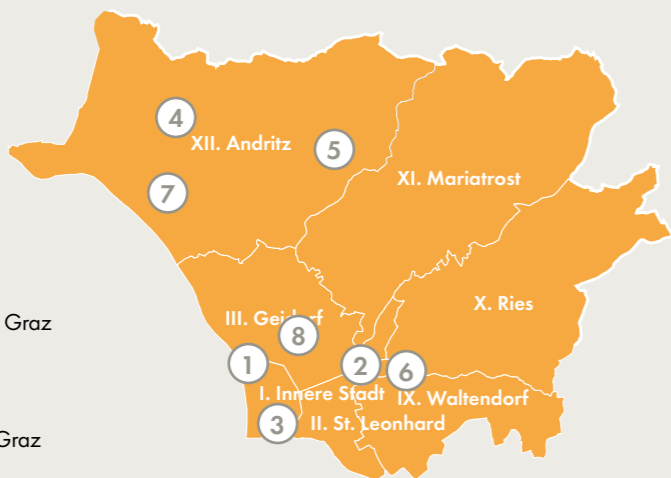 4
XII. Andritz
5
XI. Mariatrost
7
X. Ries
III. Geidorf
Graz
8
1
2
6
I. Innere Stadt
IX. Waltendorf
3
II. St. Leonhard
Graz